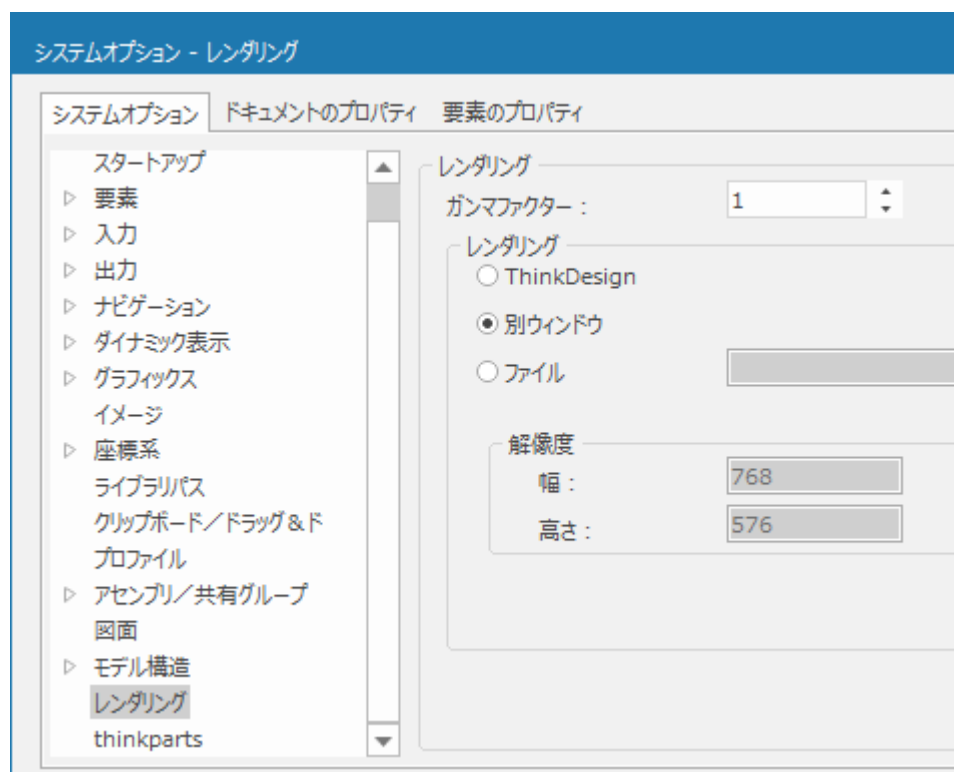 システムオプション - レンダリング
システムオプション ドキュメントのプロパティ 要素のプロパティ
スタートアップ
要素
入力
出力
ナビゲーション
ダイナミック表示
グラフィックス
イメージ
座標系
ライブラリパス
クリップボード／ドラッグ＆ド
プロファイル
アセンブリ／共有グループ
図面
モデル構造
レンダリング
thinkparts
レンダリング
ガンマファクター： 1
レンダリング
ThinkDesign
別ウィンドウ
ファイル
解像度
幅： 768
高さ： 576